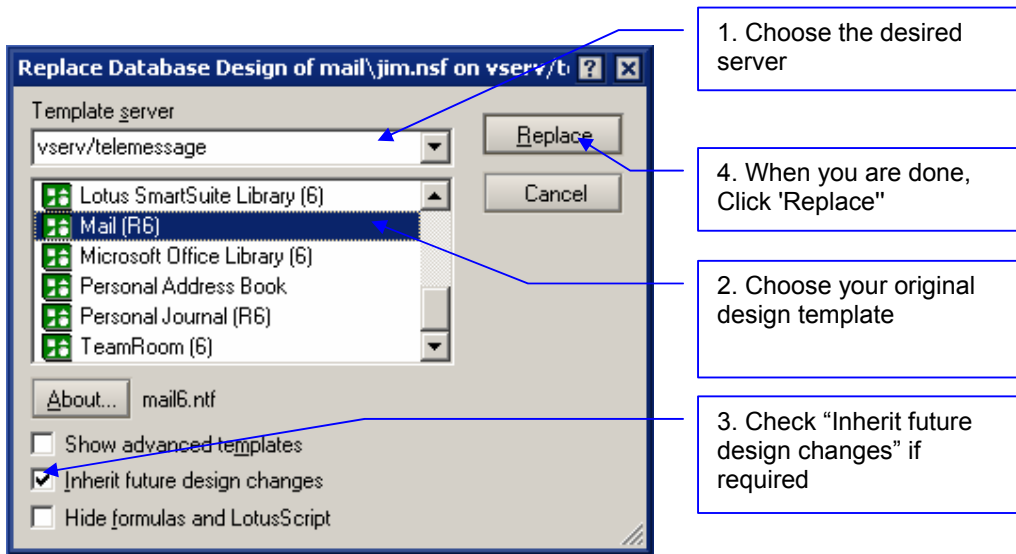 1. Choose the desired
server
Replace Database Design of mail\jim.nsf on vserv/t
Template server
vserv/telemessage
Replace
Cancel
4. When you are done,
Click 'Replace''
Lotus SmartSuite Library (6)
Mail (R6)
Microsoft Office Library (6)
Personal Address Book
Personal Journal (R6)
TeamRoom (6)
2. Choose your original
design template
About... mail6.ntf
Show advanced templates
Inherit future design changes
Hide formulas and LotusScript
3. Check “Inherit future
design changes” if
required